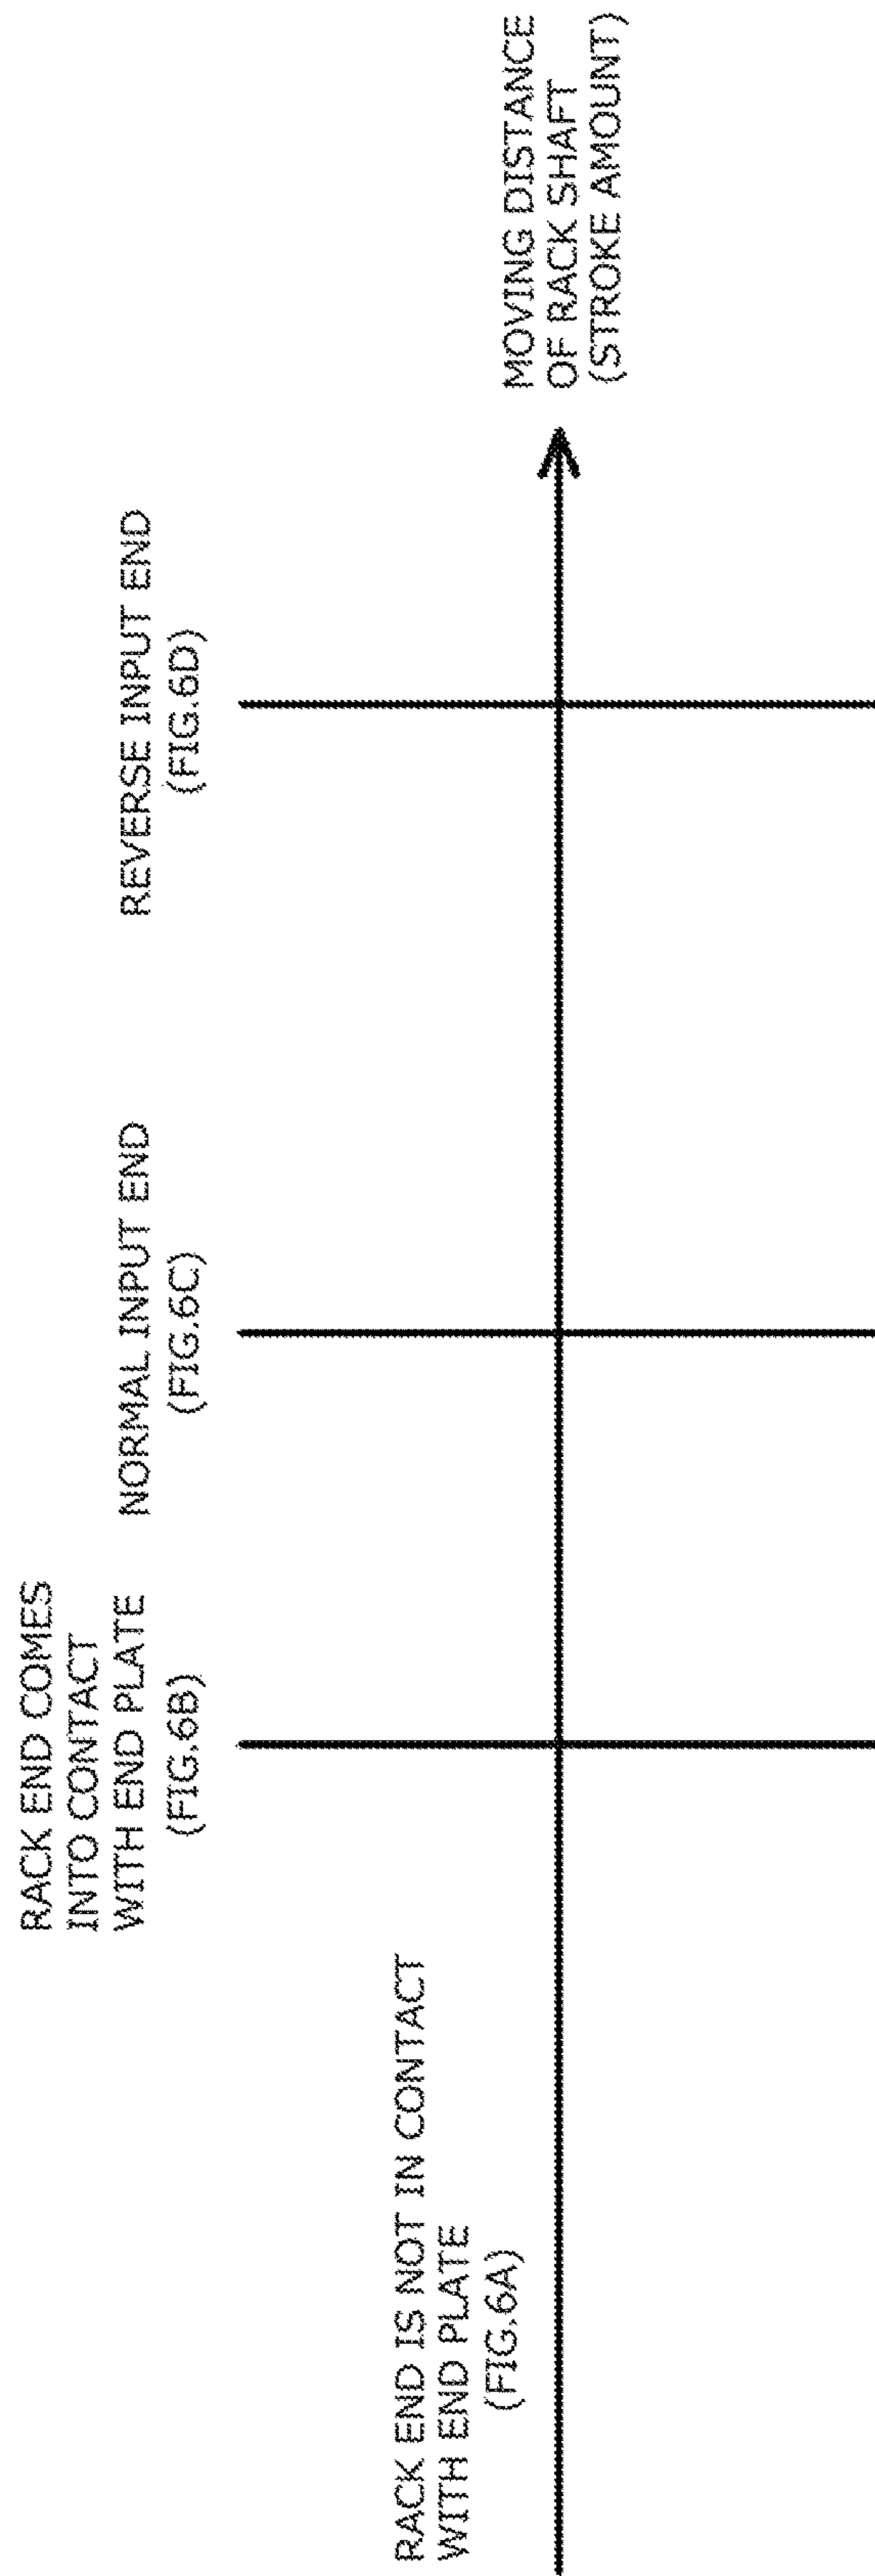 RACK END IS NOT IN CONTACT
WITH END PLATE
(FIG.6A)
RACK END COMES
INTO CONTACT
WITH END PLATE
(FIG.6B)
NORMAL INPUT END
(FIG.6C)
REVERSE INPUT END
(FIG.6D)
MOVING DISTANCE
OF RACK SHAFT
(STROKE AMOUNT)